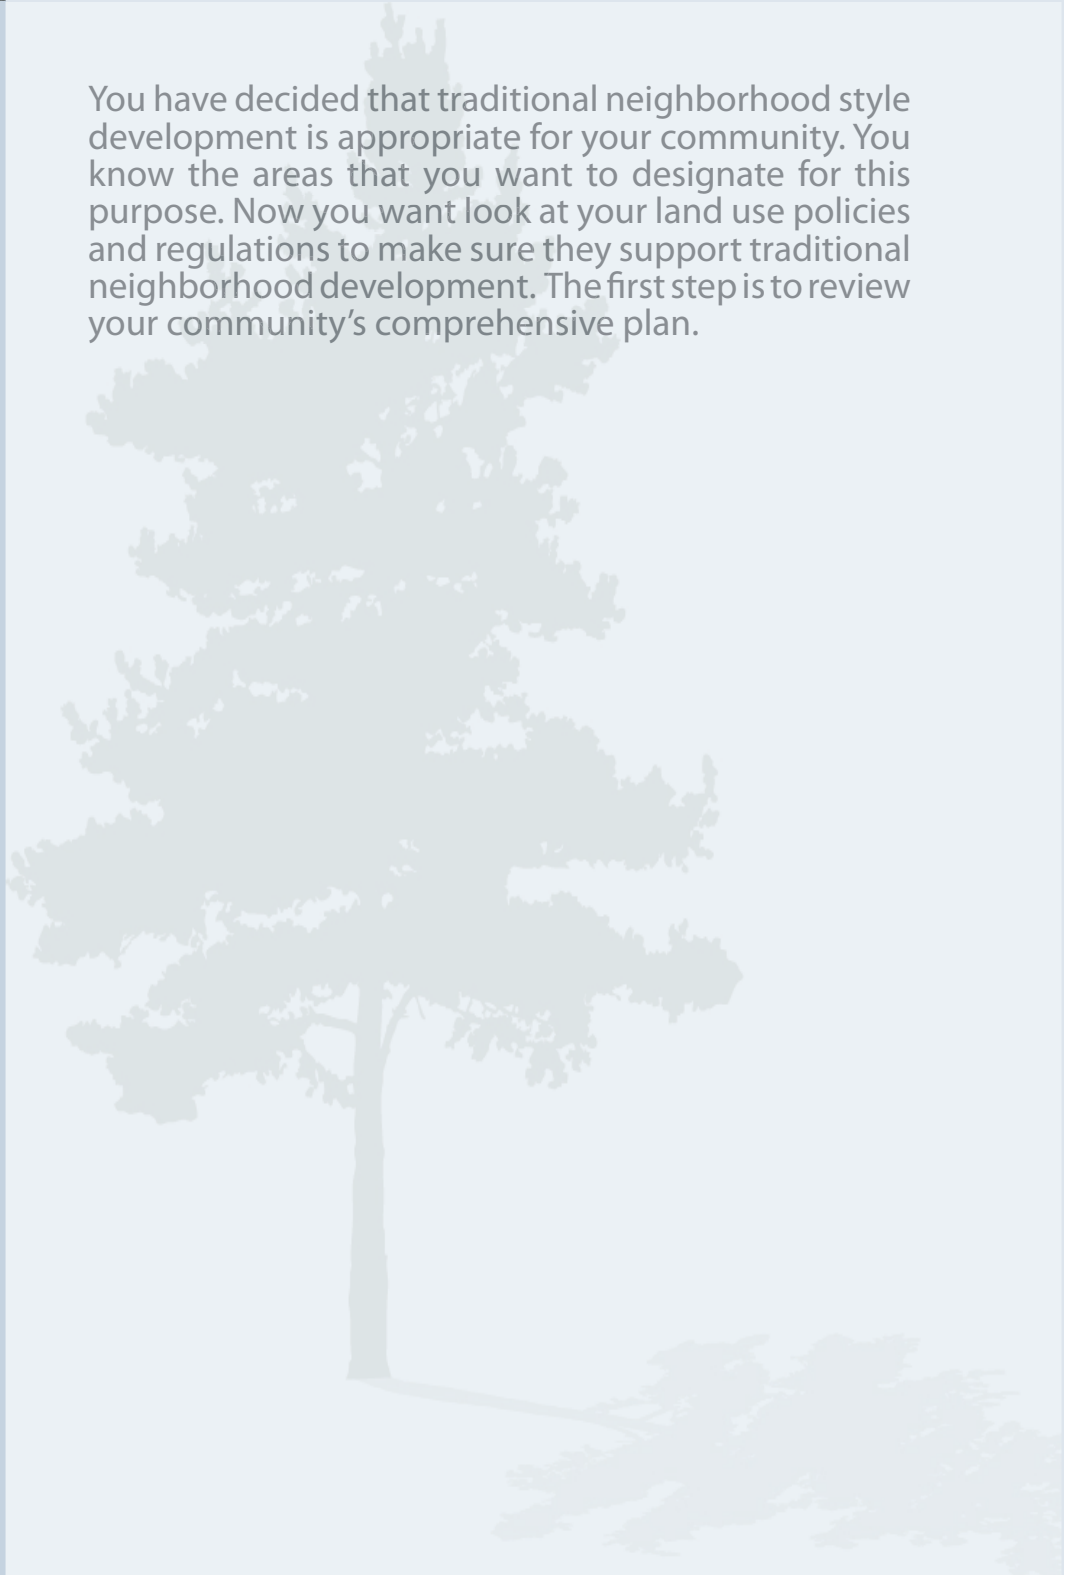 You have decided that traditional neighborhood style
development is appropriate for your community. You
know the areas that you want to designate for this
purpose. Now you want look at your land use policies
and regulations to make sure they support traditional
neighborhood development. The first step is to review
your community’s comprehensive plan.